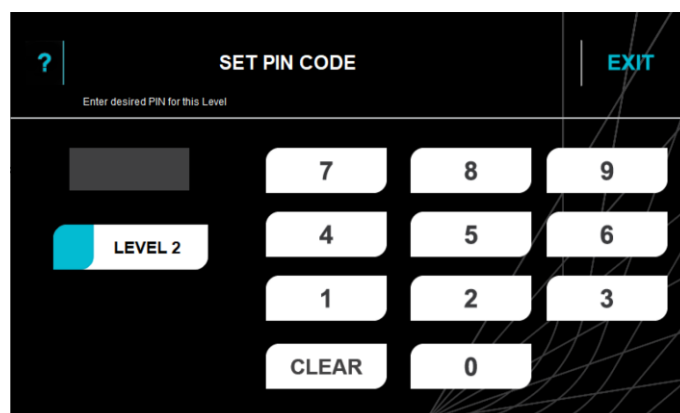 ? SET PIN CODE EXIT
Enter desired PIN for this Level
7 8 9
LEVEL 2
4 5 6
1 2 3
CLEAR 0